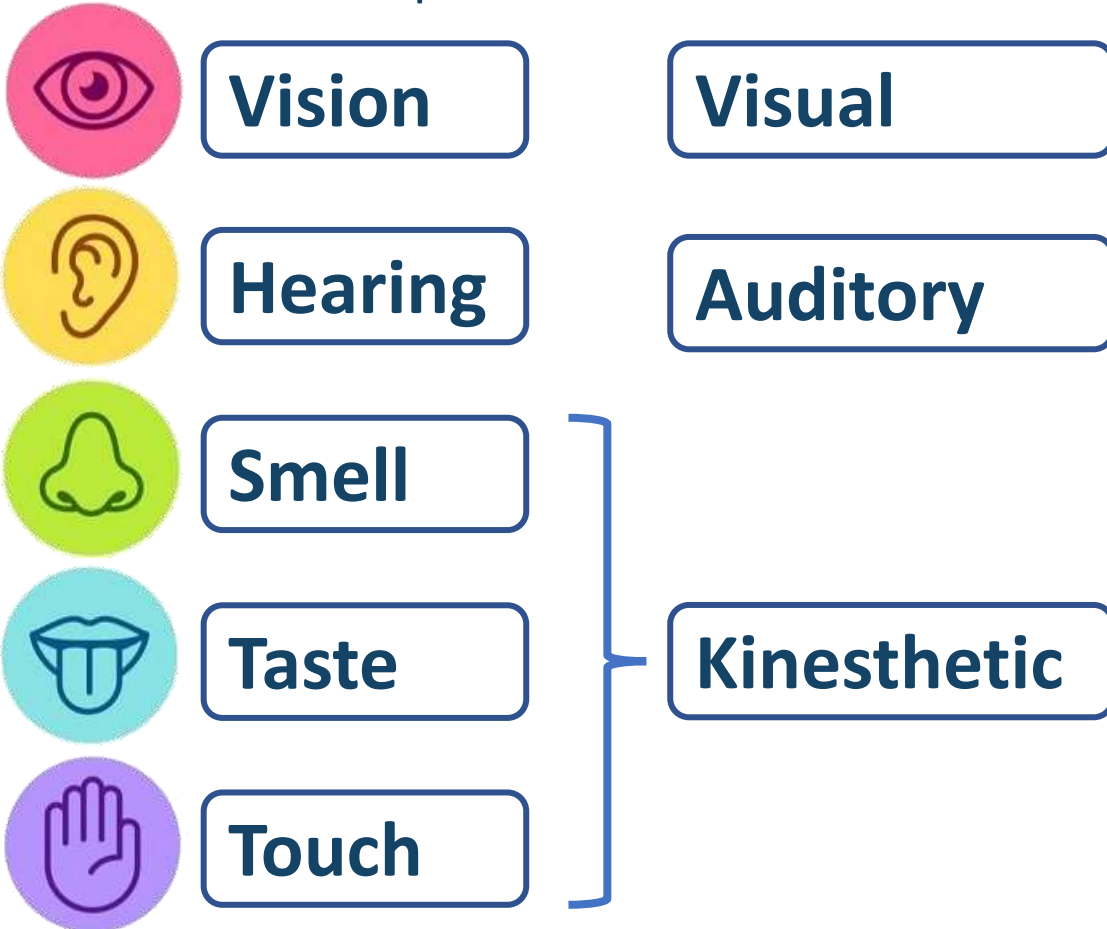 Vision
Visual
Hearing
Auditory
Smell
Taste
Kinesthetic
Touch